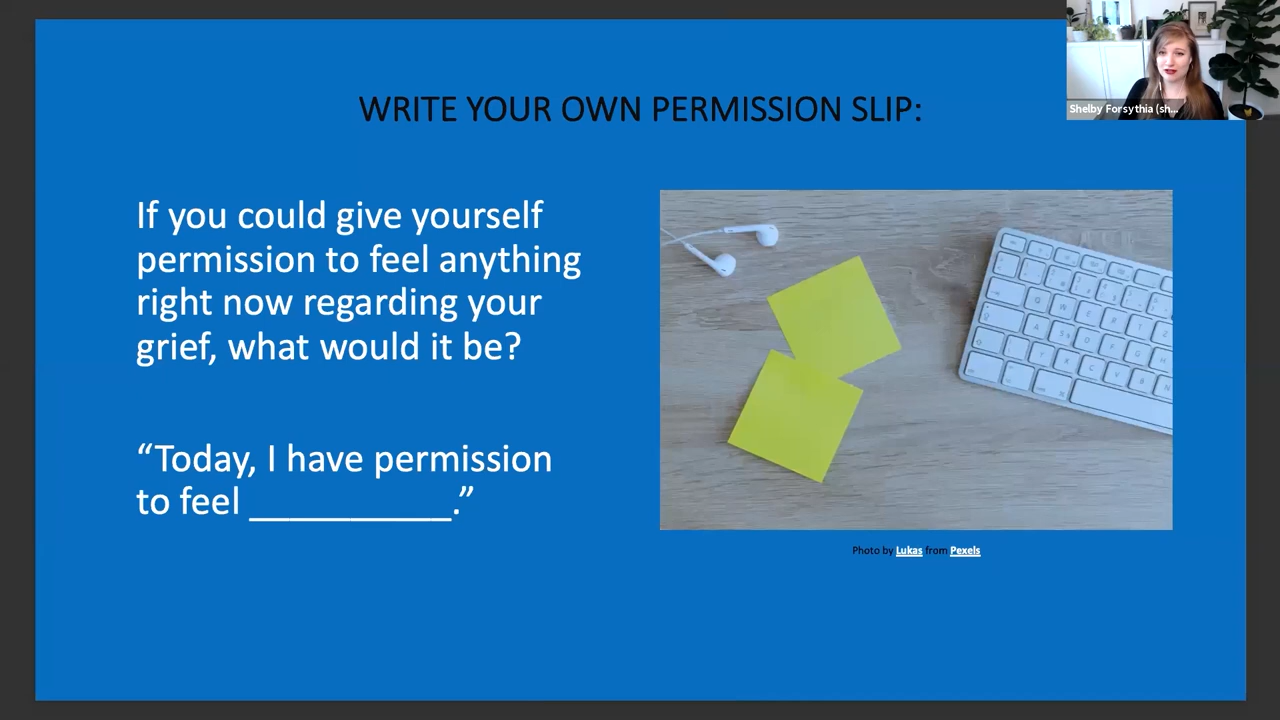 WRITE YOUR OWN PERMISSION SLIP:
Shelby Forsythia (sh...
If you could give yourself
permission to feel anything
right now regarding your
grief, what would it be?
“Today, I have permission
to feel __________.”
Photo by Lukas from Pexels